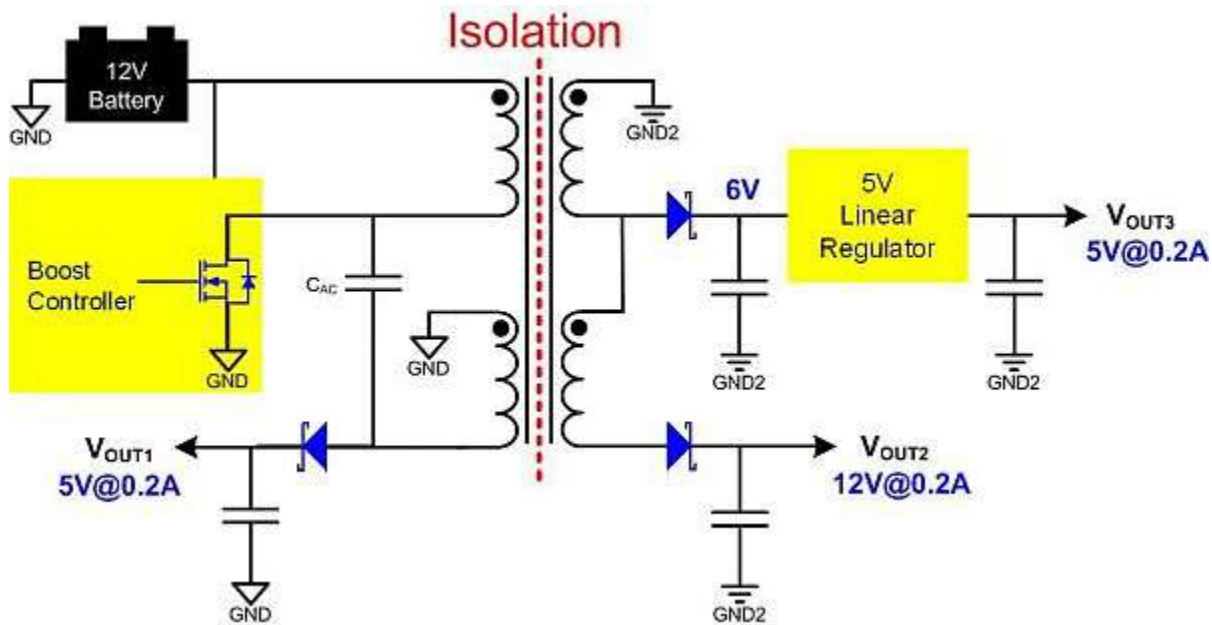 Isolation
12V
Battery
GND
GND2
6V
5V
Linear
Regulator
VOUT3
5V@0.2A
Boost
Controller
CAC
GND
GND
GND2
GND2
VOUT1
5V@0.2A
VOUT2
12V@0.2A
GND
GND2